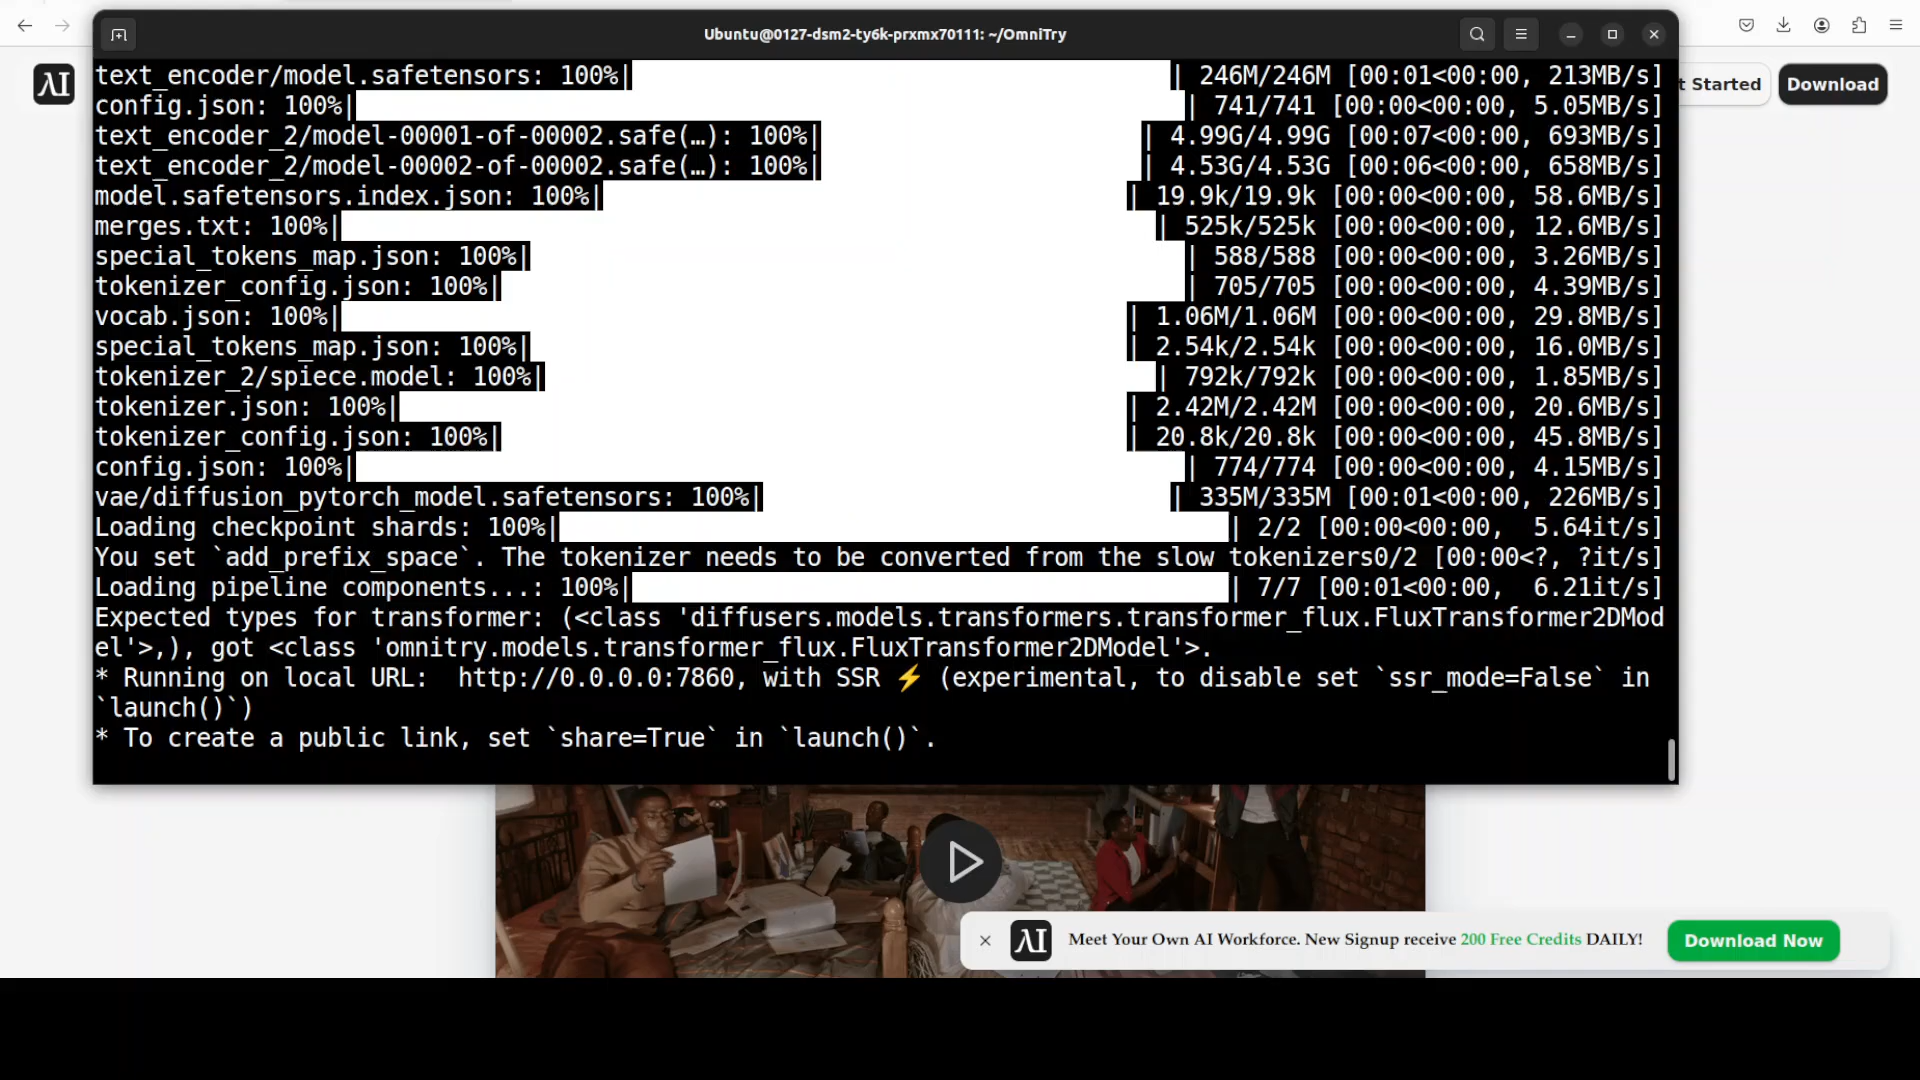 Ubuntu@0127-dsm2-ty6k-prxmx70111: ~/OmniTry
text_encoder/model.safetensors: 100%| | 246M/246M [00:01<00:00, 213MB/s]
config.json: 100%| | 741/741 [00:00<00:00, 5.05MB/s]
text_encoder_2/model-00001-of-00002.safe(…): 100%| | 4.99G/4.99G [00:07<00:00, 693MB/s]
text_encoder_2/model-00002-of-00002.safe(…): 100%| | 4.53G/4.53G [00:06<00:00, 658MB/s]
model.safetensors.index.json: 100%| | 19.9k/19.9k [00:00<00:00, 58.6MB/s]
merges.txt: 100%| | 525k/525k [00:00<00:00, 12.6MB/s]
special_tokens_map.json: 100%| | 588/588 [00:00<00:00, 3.26MB/s]
tokenizer_config.json: 100%| | 705/705 [00:00<00:00, 4.39MB/s]
vocab.json: 100%| | 1.06M/1.06M [00:00<00:00, 29.8MB/s]
special_tokens_map.json: 100%| | 2.54k/2.54k [00:00<00:00, 16.0MB/s]
tokenizer_2/spiece.model: 100%| | 792k/792k [00:00<00:00, 1.85MB/s]
tokenizer.json: 100%| | 2.42M/2.42M [00:00<00:00, 20.6MB/s]
tokenizer_config.json: 100%| | 20.8k/20.8k [00:00<00:00, 45.8MB/s]
config.json: 100%| | 774/774 [00:00<00:00, 4.15MB/s]
vae/diffusion_pytorch_model.safetensors: 100%| | 335M/335M [00:01<00:00, 226MB/s]
Loading checkpoint shards: 100%| | 2/2 [00:00<00:00,  5.64it/s]
You set `add_prefix_space`. The tokenizer needs to be converted from the slow tokenizers0/2 [00:00<?, ?it/s]
Loading pipeline components...: 100%| | 7/7 [00:01<00:00,  6.21it/s]
Expected types for transformer: (<class 'diffusers.models.transformers.transformer_flux.FluxTransformer2DMod
el'>,), got <class 'omnitry.models.transformer_flux.FluxTransformer2DModel'>.
* Running on local URL:  http://0.0.0.0:7860, with SSR ⚡ (experimental, to disable set `ssr_mode=False` in
`launch()`)
* To create a public link, set `share=True` in `launch()`.
t Started
Download
Meet Your Own AI Workforce. New Signup receive 200 Free Credits DAILY!
Download Now